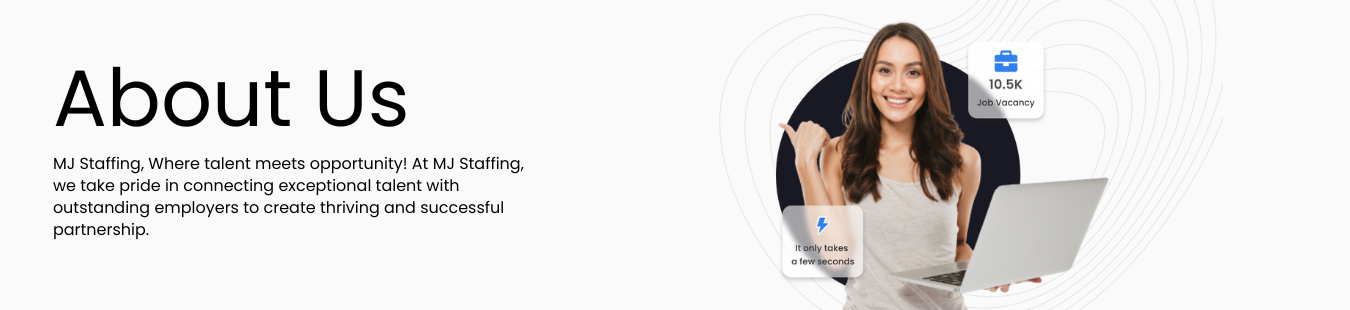 About Us
MJ Staffing, Where talent meets opportunity! At MJ Staffing,
we take pride in connecting exceptional talent with
outstanding employers to create thriving and successful
partnership.
10.5K
Job Vacancy
It only takes
a few seconds